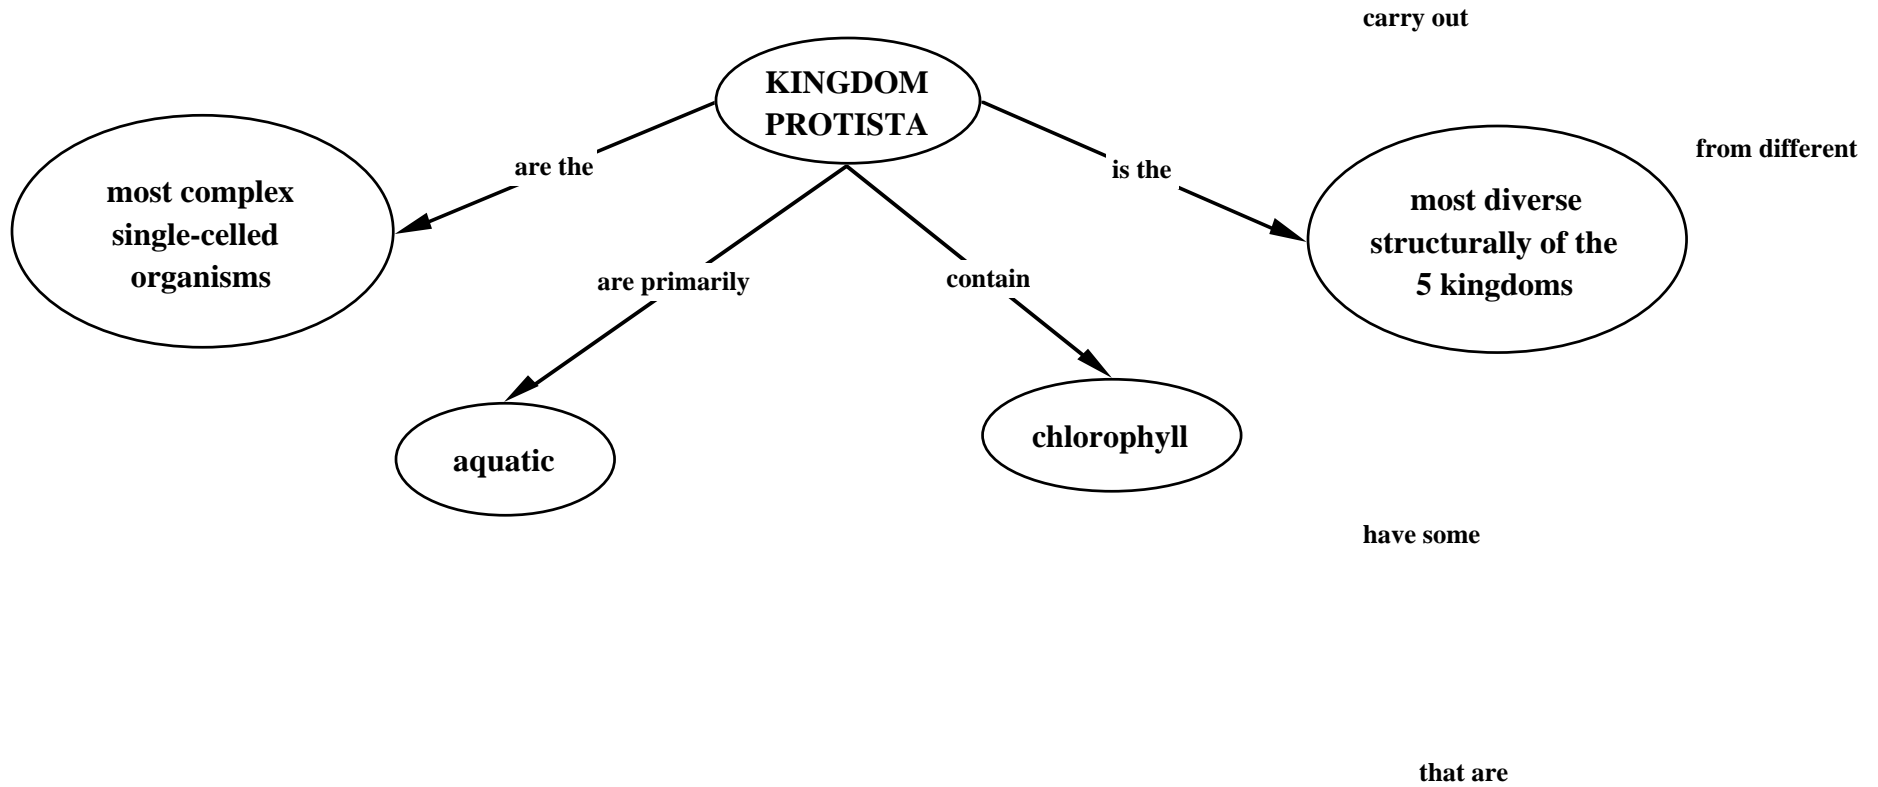 carry out
KINGDOM
PROTISTA
from different
are the
is the
most complex
single-celled
organisms
most diverse
structurally of the
5 kingdoms
are primarily
contain
aquatic
chlorophyll
have some
that are